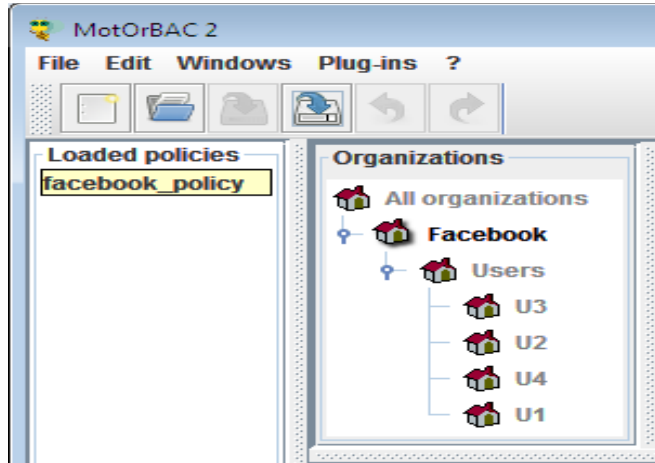 MotOrBAC 2
File Edit Windows Plug-ins ?
Loaded policies
facebook_policy
Organizations
All organizations
Facebook
Users
U3
U2
U4
U1